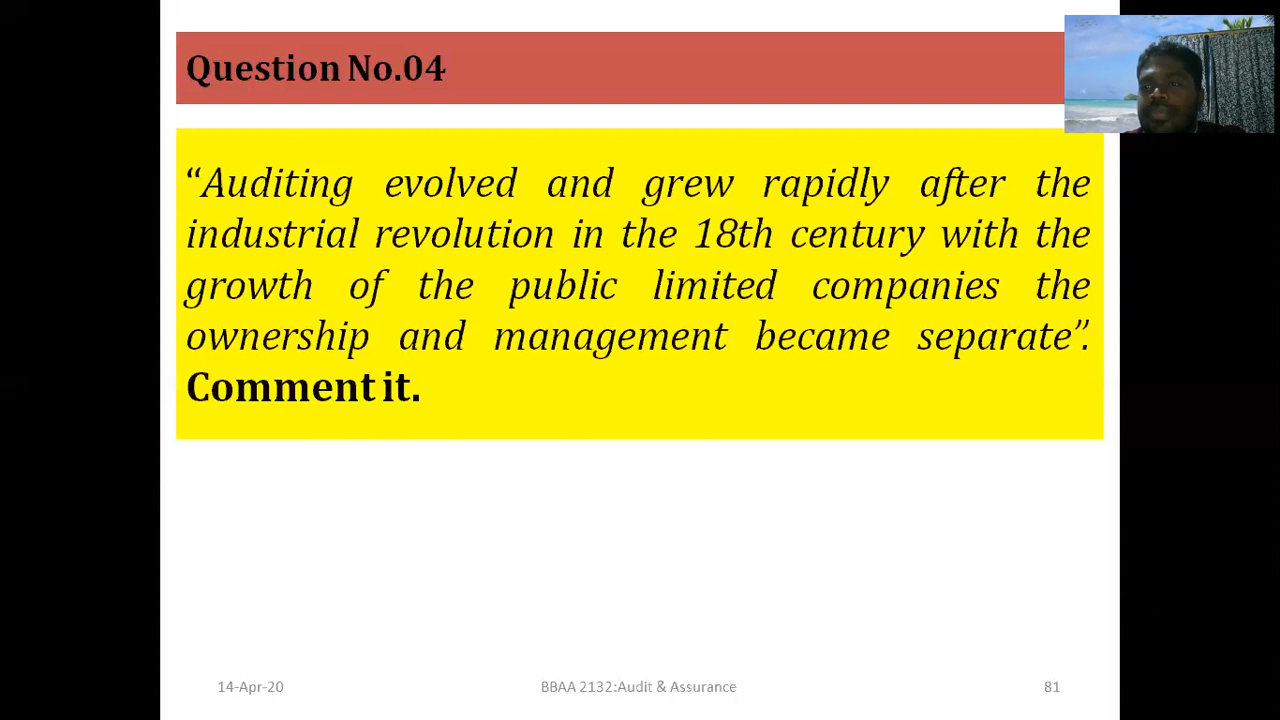 Question No.04
“Auditing evolved and grew rapidly after the
industrial revolution in the 18th century with the
growth of the public limited companies the
ownership and management became separate”.
Comment it.
14-Apr-20
BBAA 2132:Audit & Assurance
81